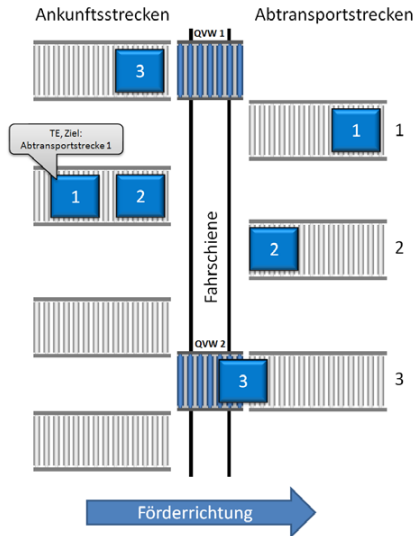 Ankunftsstrecken
Abtransportstrecken
QVW 1
3
1
1
TE, Ziel:
Abtransportstrecke 1
1
2
Fahrschiene
2
2
QVW 2
3
3
Förderrichtung